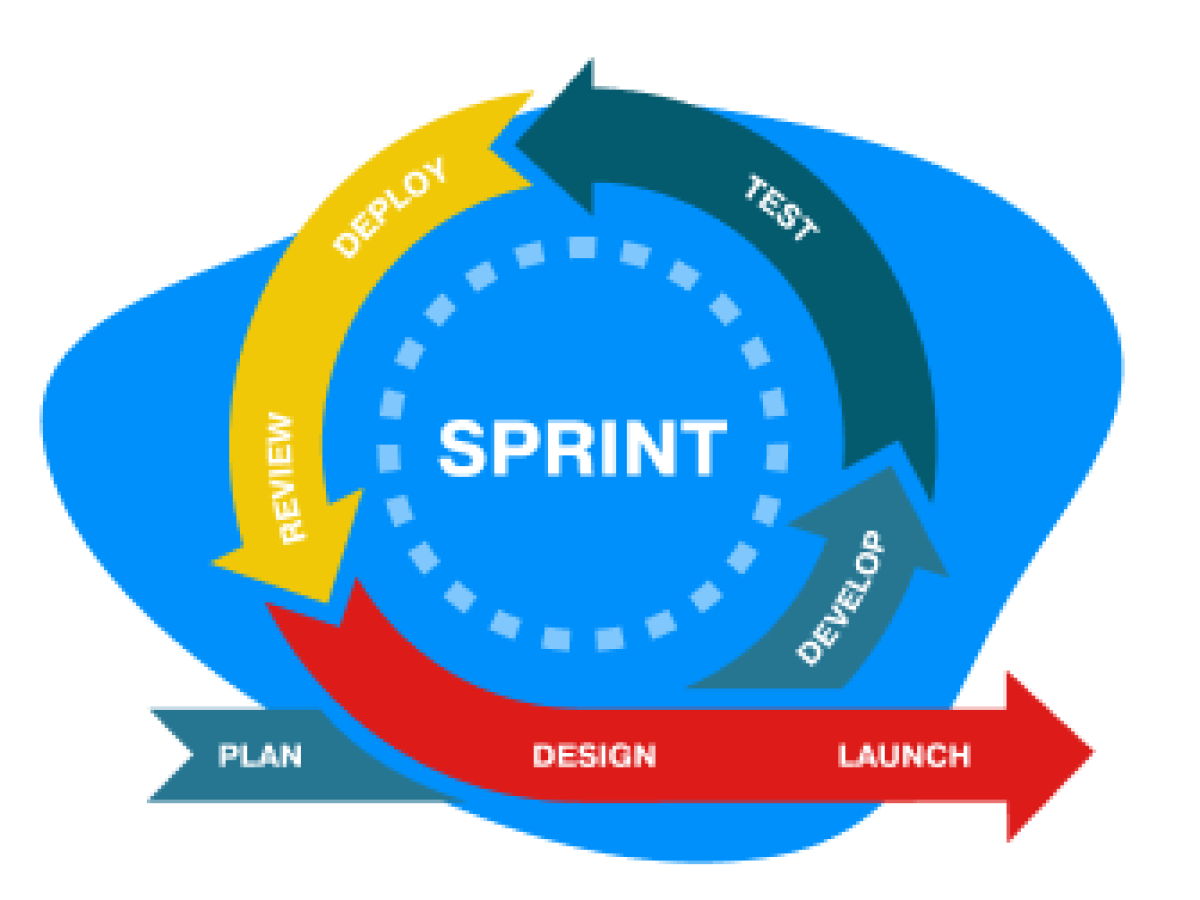 DEPLOY
TEST
REVIEW
SPRINT
DEVELOP
PLAN
DESIGN
LAUNCH